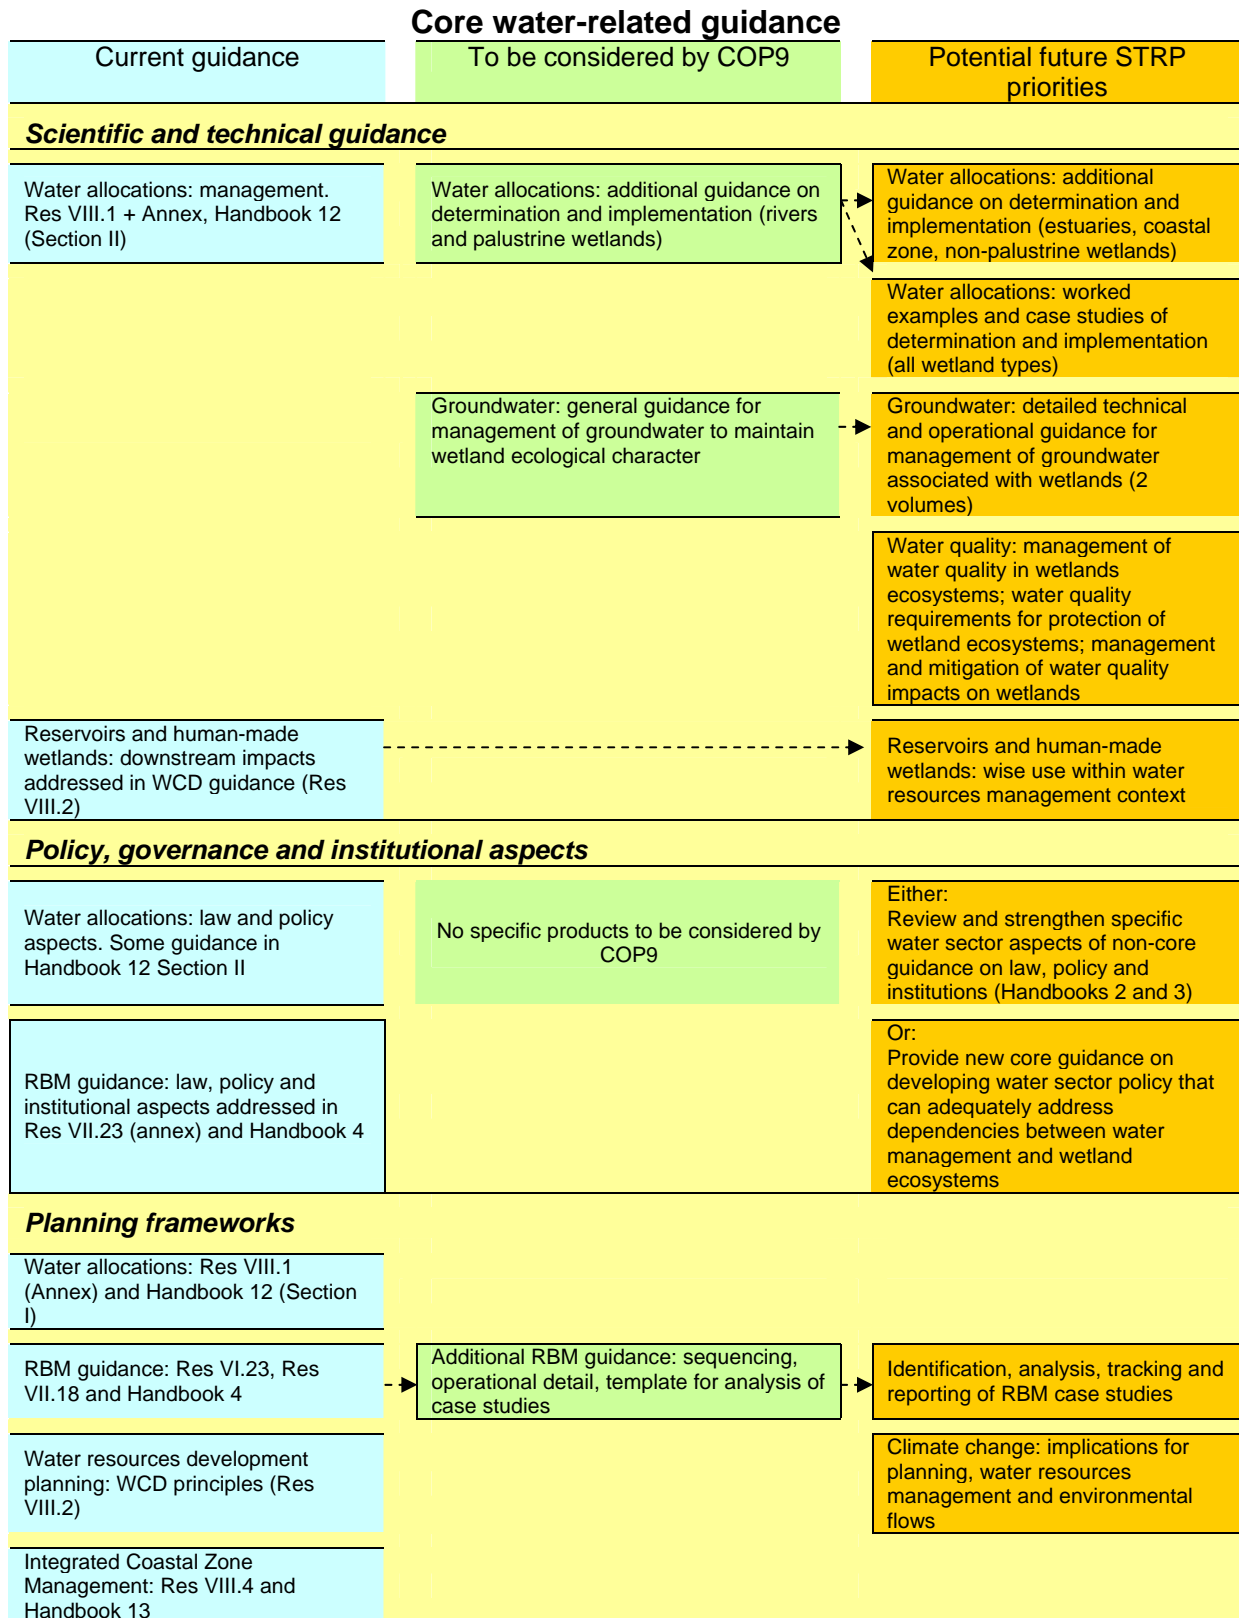 Core water-related guidance
Current guidance
To be considered by COP9
Potential future STRP
priorities
Scientific and technical guidance
Water allocations: management.
Res VIII.1 + Annex, Handbook 12
(Section II)
Water allocations: additional guidance on
determination and implementation (rivers
and palustrine wetlands)
Water allocations: additional
guidance on determination and
implementation (estuaries, coastal
zone, non-palustrine wetlands)
Water allocations: worked
examples and case studies of
determination and implementation
(all wetland types)
Groundwater: general guidance for
management of groundwater to maintain
wetland ecological character
Groundwater: detailed technical
and operational guidance for
management of groundwater
associated with wetlands (2
volumes)
Water quality: management of
water quality in wetlands
ecosystems; water quality
requirements for protection of
wetland ecosystems; management
and mitigation of water quality
impacts on wetlands
Reservoirs and human-made
wetlands: downstream impacts
addressed in WCD guidance (Res
VIII.2)
Reservoirs and human-made
wetlands: wise use within water
resources management context
Policy, governance and institutional aspects
Water allocations: law and policy
aspects. Some guidance in
Handbook 12 Section II
No specific products to be considered by
COP9
Either:
Review and strengthen specific
water sector aspects of non-core
guidance on law, policy and
institutions (Handbooks 2 and 3)
RBM guidance: law, policy and
institutional aspects addressed in
Res VII.23 (annex) and Handbook 4
Or:
Provide new core guidance on
developing water sector policy that
can adequately address
dependencies between water
management and wetland
ecosystems
Planning frameworks
Water allocations: Res VIII.1
(Annex) and Handbook 12 (Section
I)
RBM guidance: Res VI.23, Res
VII.18 and Handbook 4
Additional RBM guidance: sequencing,
operational detail, template for analysis of
case studies
Identification, analysis, tracking and
reporting of RBM case studies
Water resources development
planning: WCD principles (Res
VIII.2)
Climate change: implications for
planning, water resources
management and environmental
flows
Integrated Coastal Zone
Management: Res VIII.4 and
Handbook 13